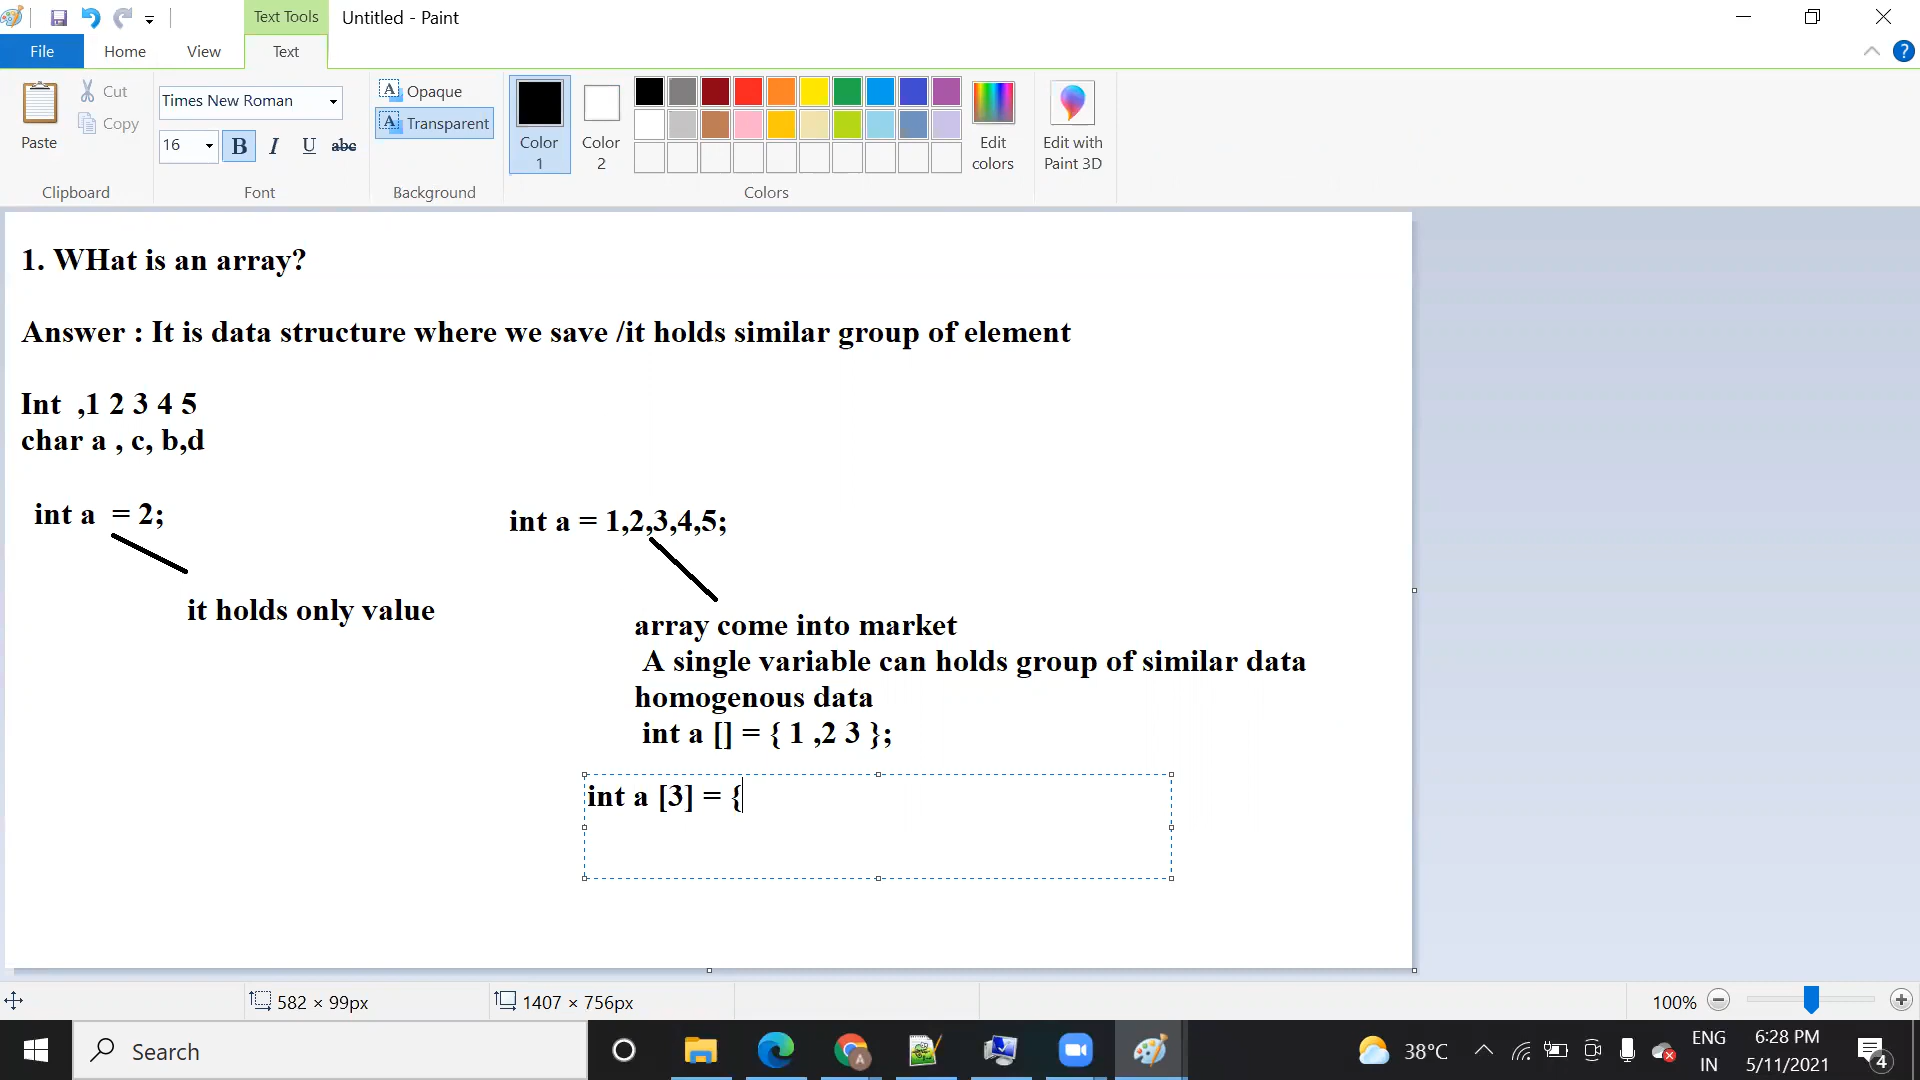 Text Tools
Untitled - Paint
File
Home
View
Text
Paste
Cut
Copy
Clipboard
Times New Roman
16
B
I
U
abc
Font
A
Opaque
A
Transparent
Background
Color
1
Color
2
Colors
Edit
colors
Edit with
Paint 3D
?
1. WHat is an array?
Answer : It is data structure where we save /it holds similar group of element
Int ,1 2 3 4 5
char a , c, b,d
int a = 2;
int a = 1,2,3,4,5;
it holds only value
array come into market
A single variable can holds group of similar data
homogenous data
int a [] = { 1 ,2 3 };
int a [3] = {
582 × 99px
1407 × 756px
100%
Search
A
38°C
ENG
IN
6:28 PM
5/11/2021
4